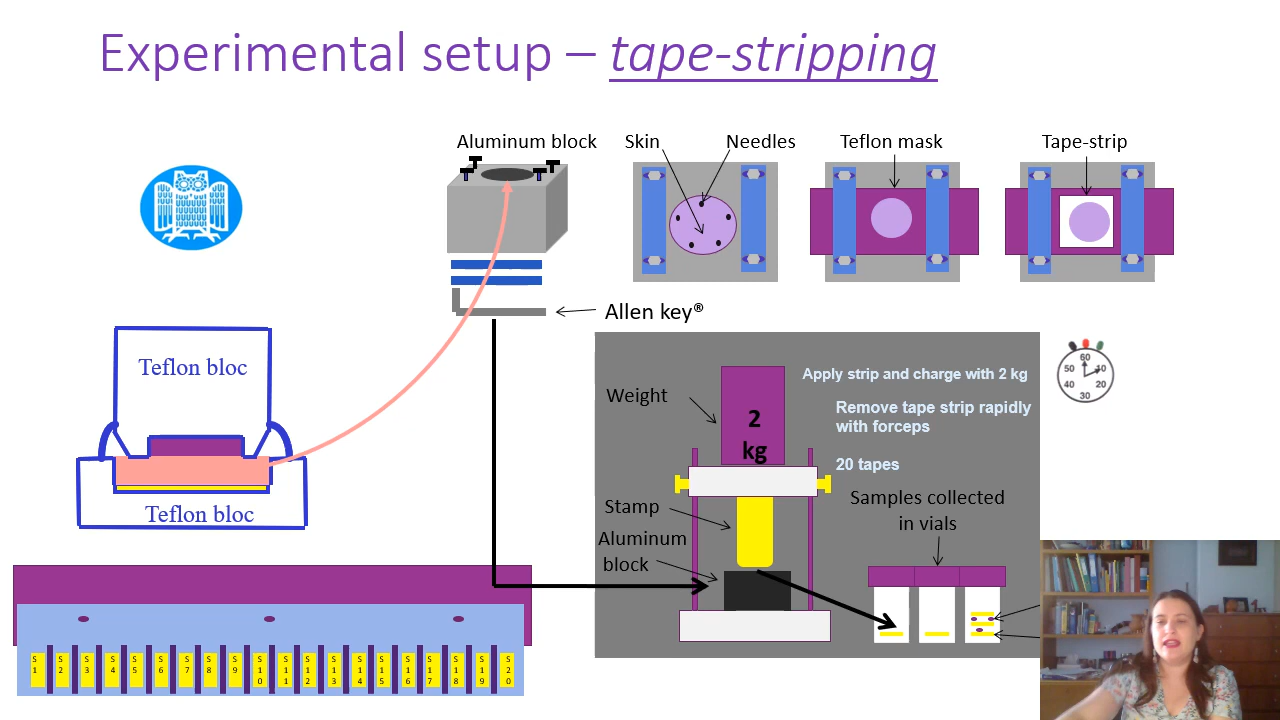 Experimental setup – tape-stripping
Aluminum block
Skin
Needles
Teflon mask
Tape-strip
Allen key®
Teflon bloc
Teflon bloc
Weight
2
kg
Apply strip and charge with 2 kg
Remove tape strip rapidly
with forceps
20 tapes
Samples collected
in vials
Stamp
Aluminum
block
60
50
10
40
20
30
S1 S2 S3 S4 S5 S6 S7 S8 S9 S10 S11 S12 S13 S14 S15 S16 S17 S18 S19 S20